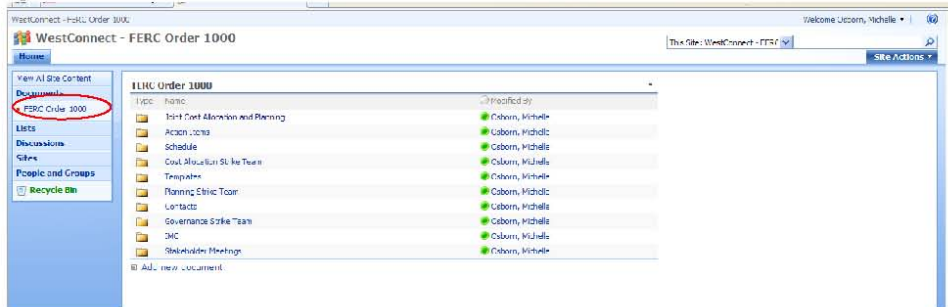 WestConnect - FERC Order 1000
Welcome Osborn, Michelle
WestConnect - FERC Order 1000
This Site: WestConnect - FERC
Home
Site Actions
View All Site Content
Documents
FERC Order 1000
Lists
Discussions
Sites
People and Groups
Recycle Bin
FERC Order 1000
Type Name Modified By
Joint Cost Allocation and Planning Osborn, Michelle
Action Items Osborn, Michelle
Schedule Osborn, Michelle
Cost Allocation Strike Team Osborn, Michelle
Templates Osborn, Michelle
Planning Strike Team Osborn, Michelle
Contacts Osborn, Michelle
Governance Strike Team Osborn, Michelle
Osborn, Michelle
Stakeholder Meetings Osborn, Michelle
Add new document